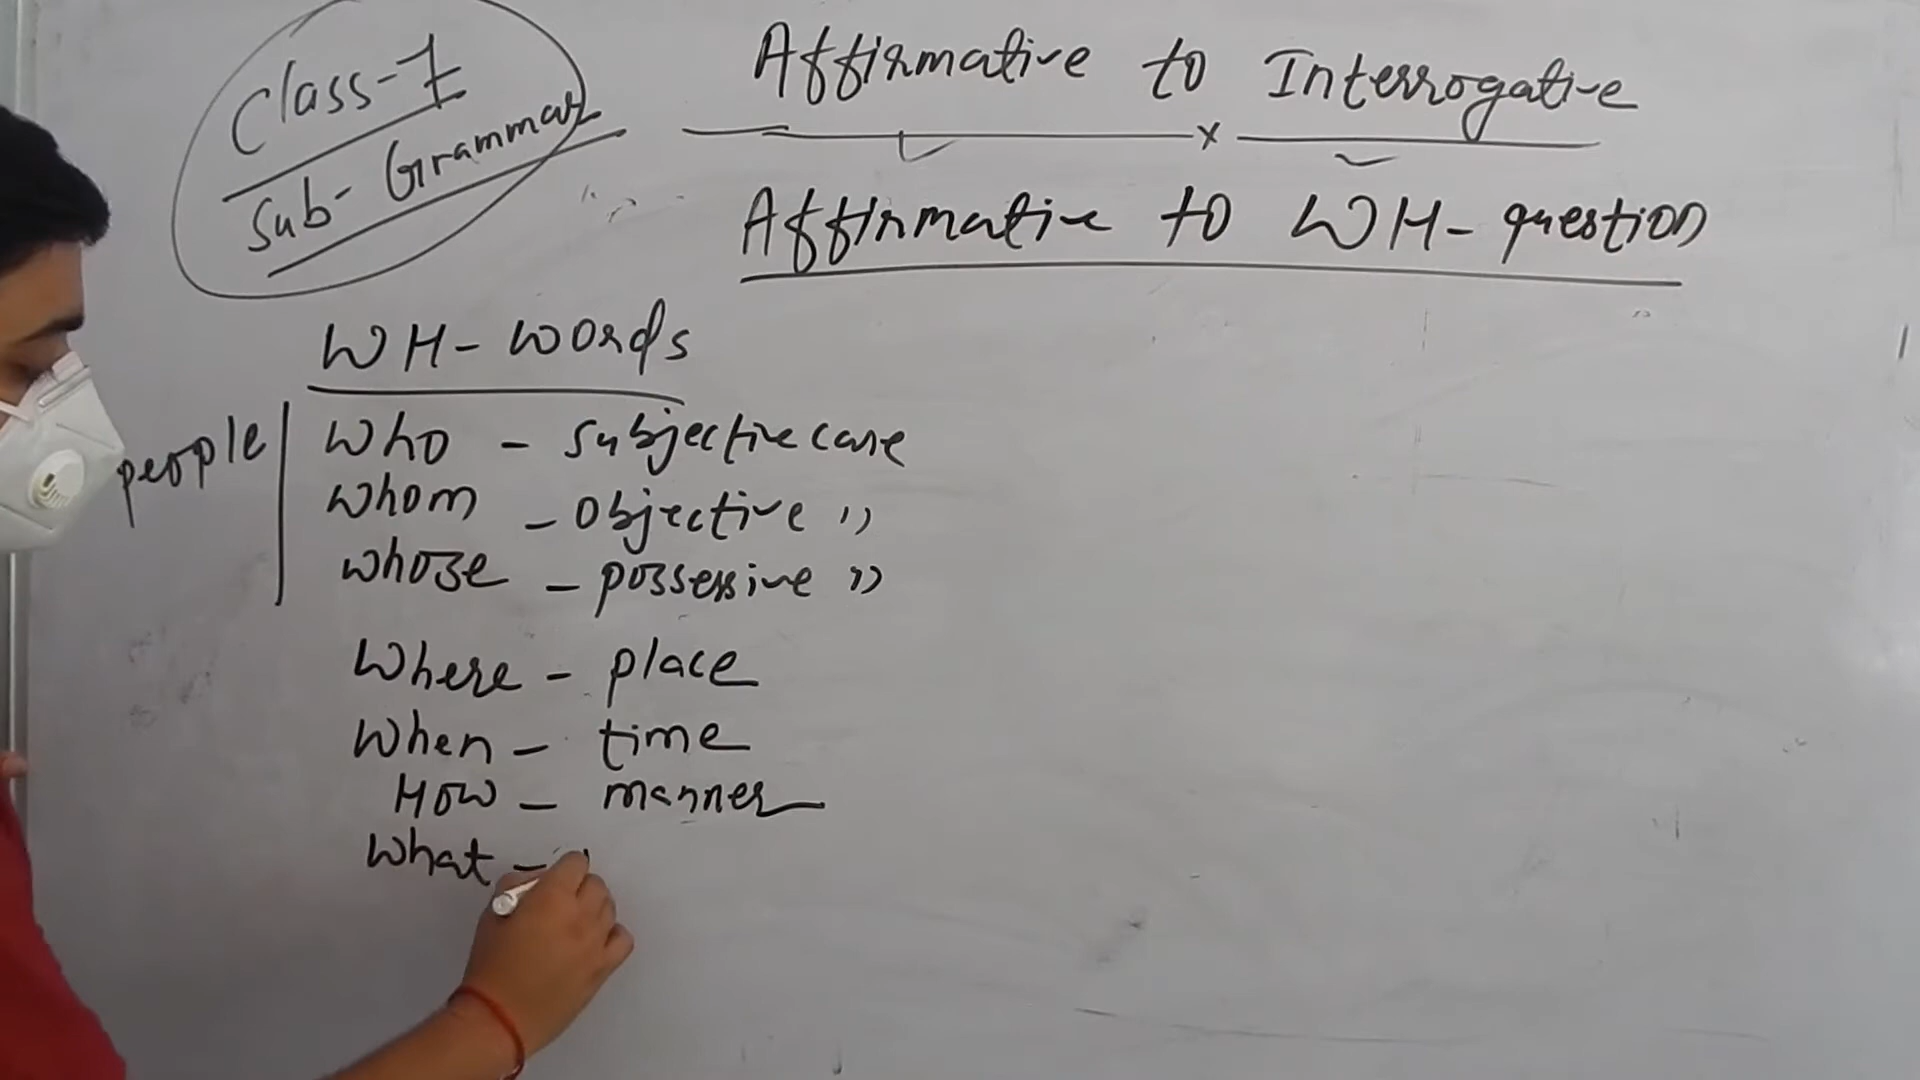 Class-7
Sub- Grammar
Affirmative to Interrogative
x
Affirmative to WH- question
WH- words
people
who - subjective case
whom - objective ,,
whose - possessive ,,
Where - place
When - time
How - manner
What -